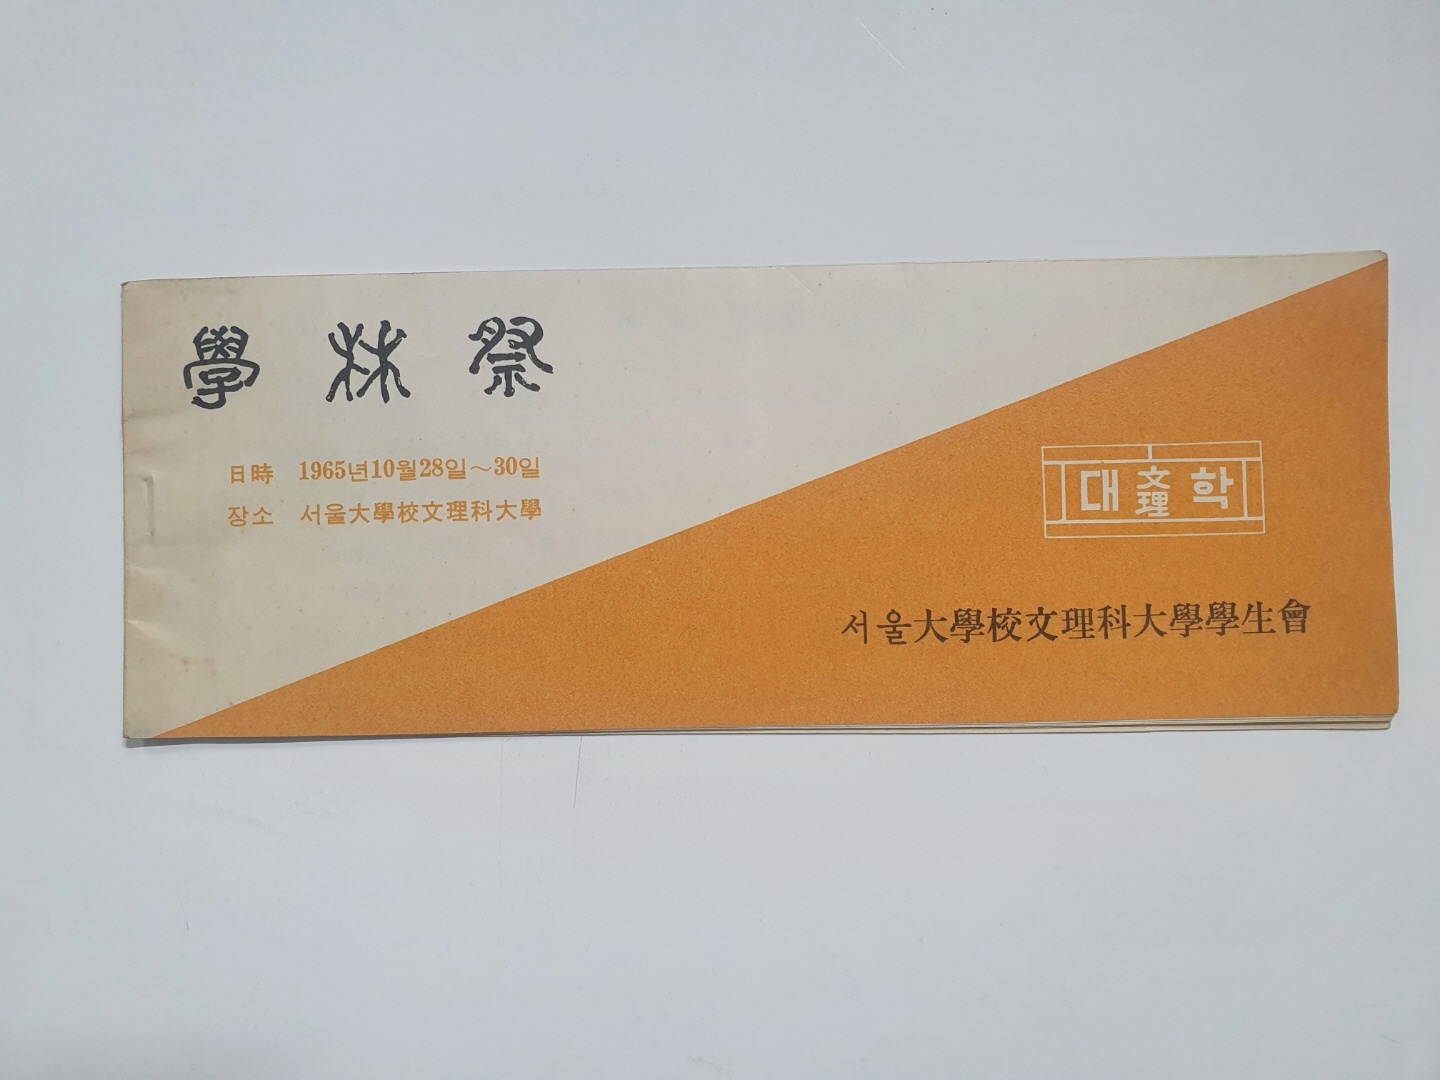 學林祭
日時 1965년10월28일~30일
장소 서울大學校文理科大學
대文理학
서울大學校文理科大學學生會